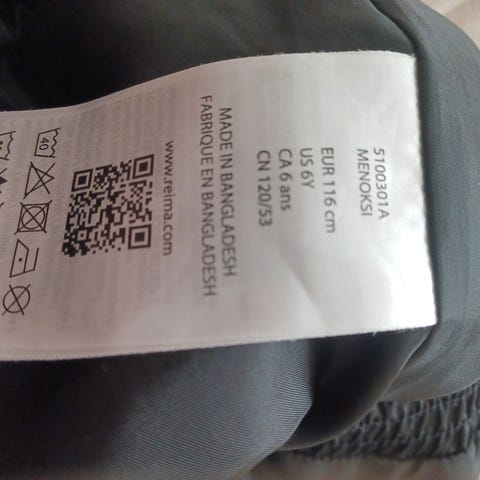 5100301A
MENOKSI
EUR 116 cm
US 6Y
CA 6 ans
CN 120/53
MADE IN BANGLADESH
FABRIQUE EN BANGLADESH
www.reima.com
40